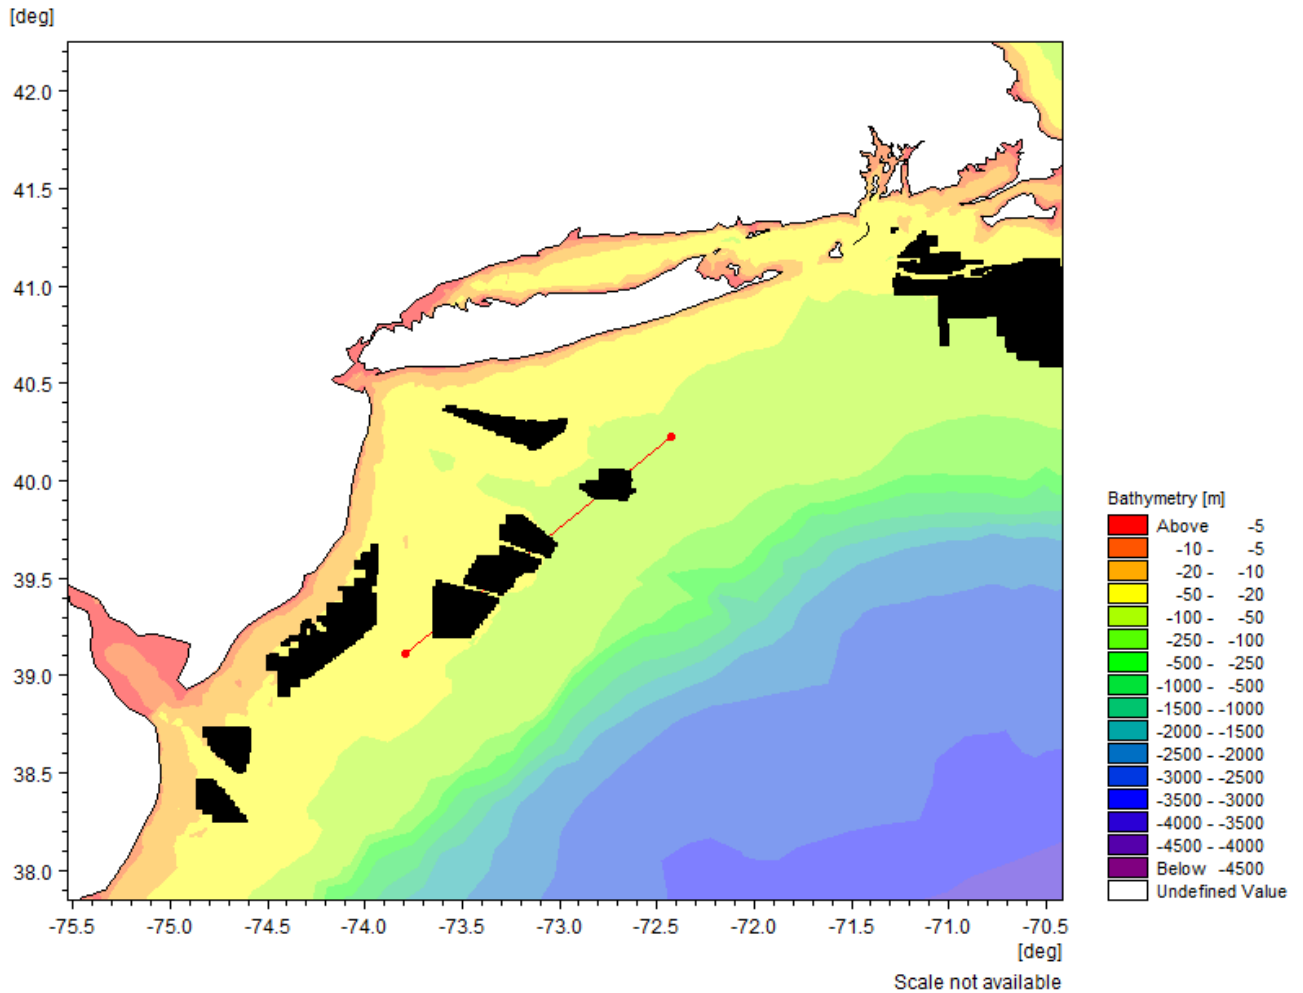 [deg]
42.0
41.5
41.0
40.5
40.0
39.5
39.0
38.5
38.0
-75.5 -75.0 -74.5 -74.0 -73.5 -73.0 -72.5 -72.0 -71.5 -71.0 -70.5
[deg]
Scale not available
Bathymetry [m]
Above -5
-10 - -5
-20 - -10
-50 - -20
-100 - -50
-250 - -100
-500 - -250
-1000 - -500
-1500 - -1000
-2000 - -1500
-2500 - -2000
-3000 - -2500
-3500 - -3000
-4000 - -3500
-4500 - -4000
Below -4500
Undefined Value